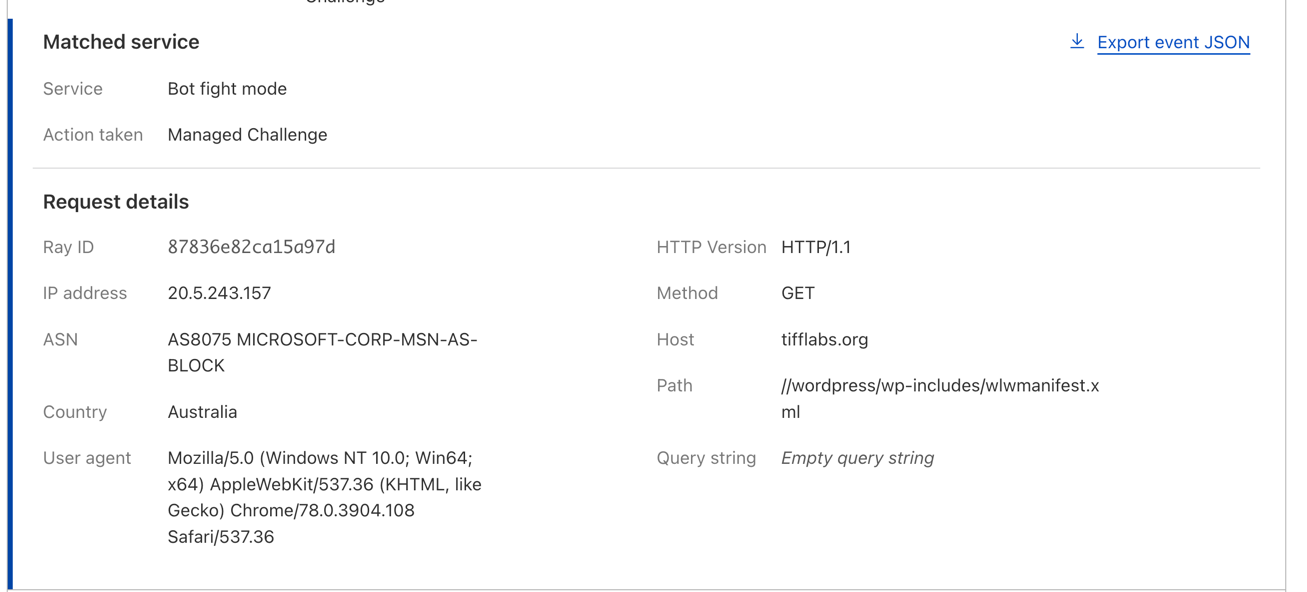 Challenge
Matched service
Export event JSON
Service Bot fight mode
Action taken Managed Challenge
Request details
Ray ID 87836e82ca15a97d
HTTP Version HTTP/1.1
IP address 20.5.243.157
Method GET
ASN AS8075 MICROSOFT-CORP-MSN-AS-
BLOCK
Host tifflabs.org
Path //wordpress/wp-includes/wlwmanifest.x
ml
Country Australia
User agent Mozilla/5.0 (Windows NT 10.0; Win64;
x64) AppleWebKit/537.36 (KHTML, like
Gecko) Chrome/78.0.3904.108
Safari/537.36
Query string Empty query string